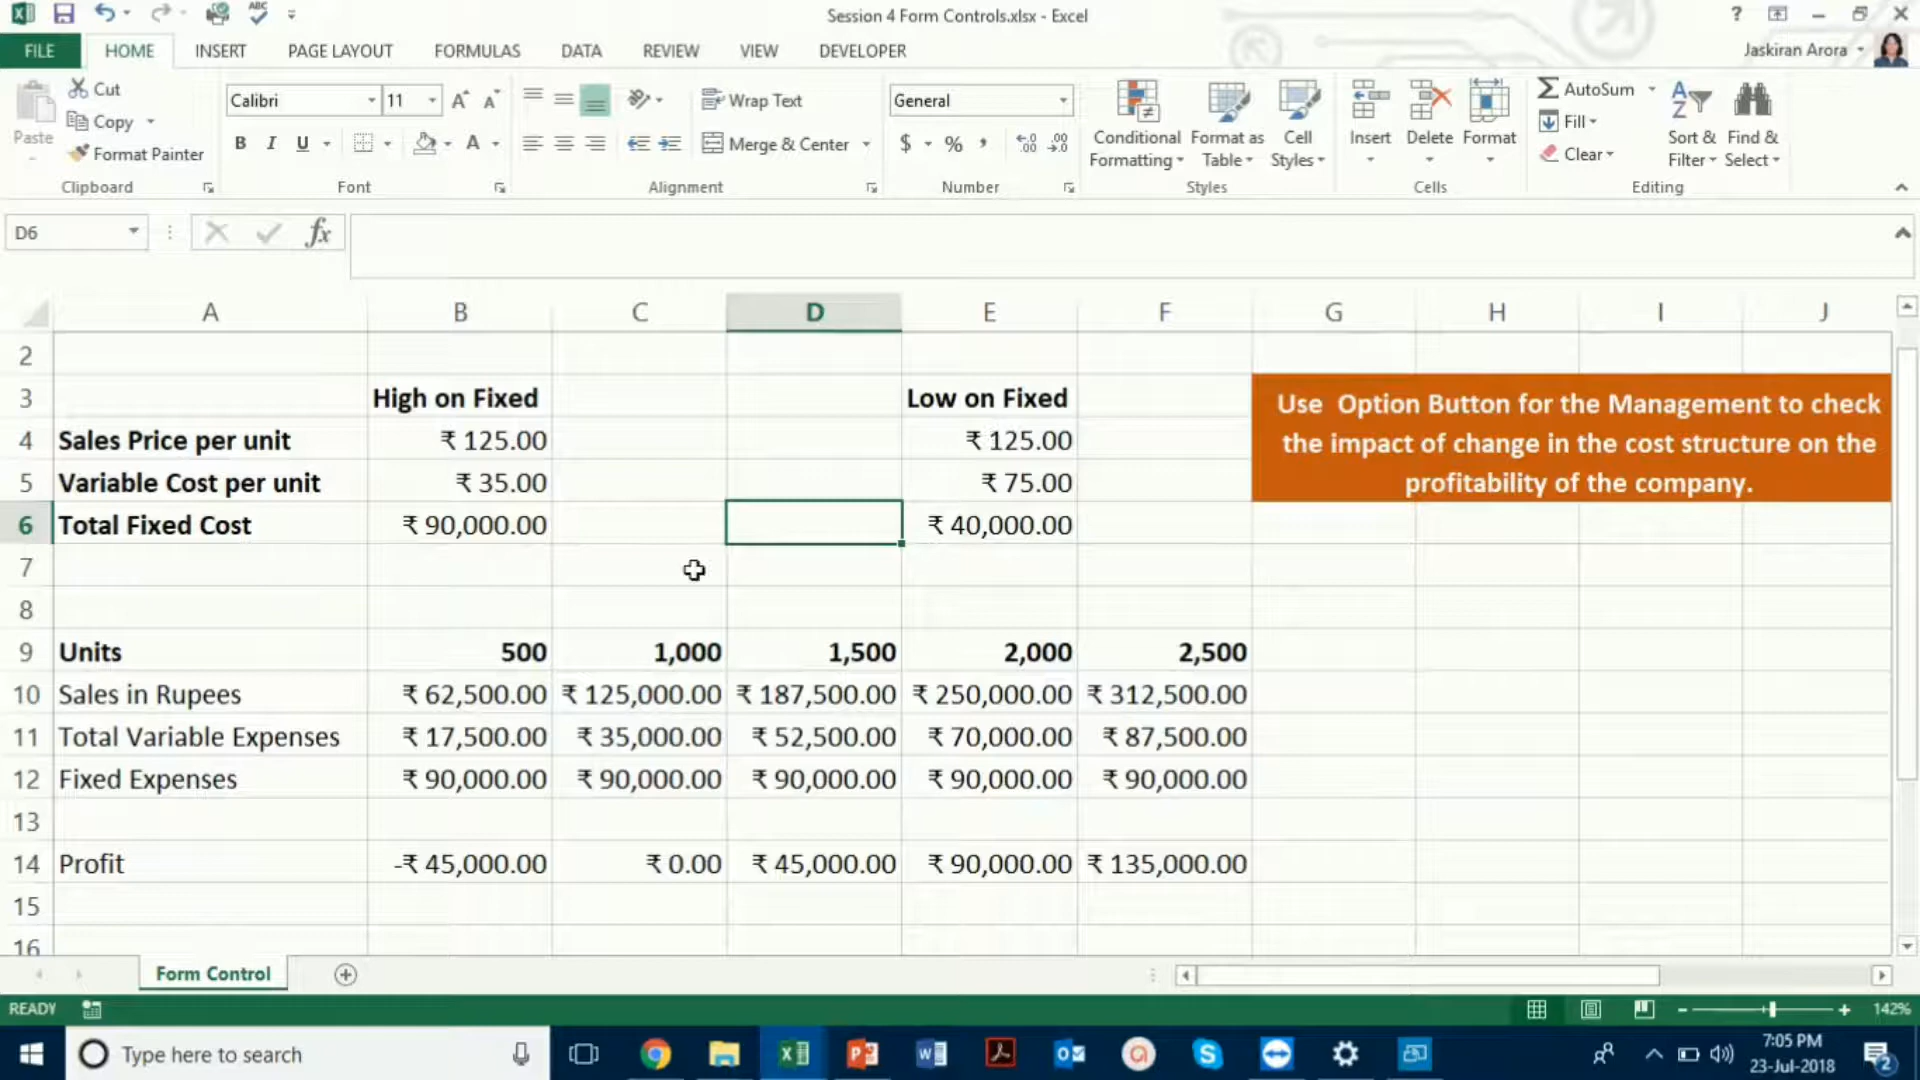 Session 4 Form Controls.xlsx - Excel
?
FILE HOME INSERT PAGE LAYOUT FORMULAS DATA REVIEW VIEW DEVELOPER Jaskiran Arora
Paste
Cut
Copy
Format Painter
Clipboard
Calibri 11
B I U
Font
Wrap Text
Merge & Center
Alignment
General
$ % ,
Number
Conditional Formatting
Format as Table
Cell Styles
Styles
Insert Delete Format
Cells
AutoSum
Fill
Clear
Sort & Filter
Find & Select
Editing
D6 fx
A B C D E F G H I J
2
3 High on Fixed Low on Fixed
4 Sales Price per unit ₹ 125.00 ₹ 125.00
5 Variable Cost per unit ₹ 35.00 ₹ 75.00
6 Total Fixed Cost ₹ 90,000.00 ₹ 40,000.00
Use Option Button for the Management to check
the impact of change in the cost structure on the
profitability of the company.
7
8
9 Units 500 1,000 1,500 2,000 2,500
10 Sales in Rupees ₹ 62,500.00 ₹ 125,000.00 ₹ 187,500.00 ₹ 250,000.00 ₹ 312,500.00
11 Total Variable Expenses ₹ 17,500.00 ₹ 35,000.00 ₹ 52,500.00 ₹ 70,000.00 ₹ 87,500.00
12 Fixed Expenses ₹ 90,000.00 ₹ 90,000.00 ₹ 90,000.00 ₹ 90,000.00 ₹ 90,000.00
13
14 Profit -₹ 45,000.00 ₹ 0.00 ₹ 45,000.00 ₹ 90,000.00 ₹ 135,000.00
15
16
Form Control
READY 142%
Type here to search
7:05 PM
23-Jul-2018
2